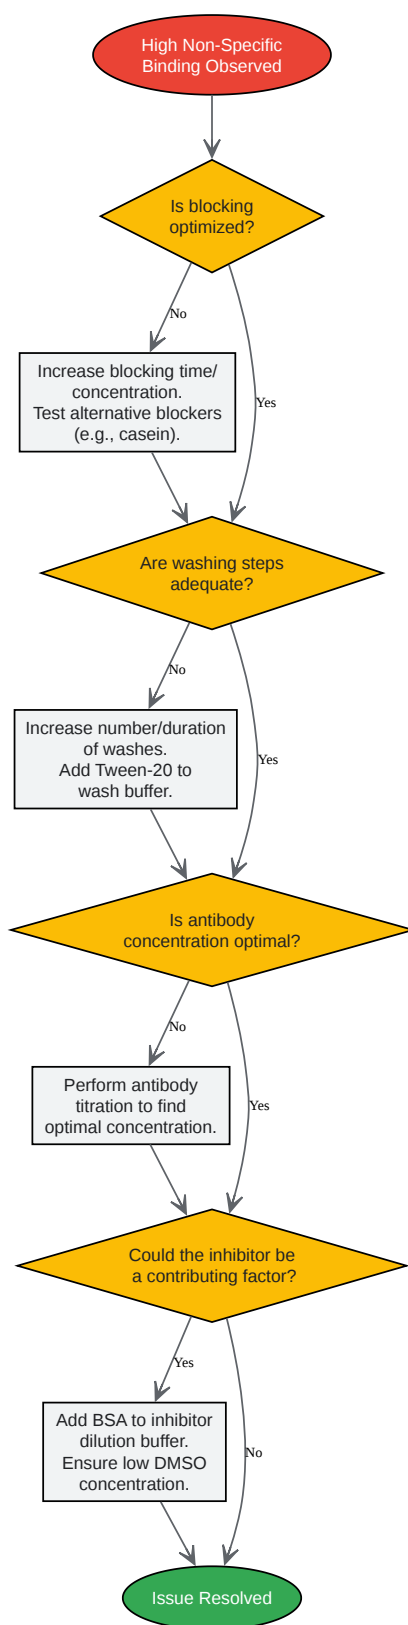 High Non-Specific
Binding Observed
Is blocking
optimized?
No
Increase blocking time/
concentration.
Test alternative blockers
(e.g., casein).
Yes
Are washing steps
adequate?
No
Increase number/duration
of washes.
Add Tween-20 to
wash buffer.
Yes
Is antibody
concentration optimal?
No
Perform antibody
titration to find
optimal concentration.
Yes
Could the inhibitor be
a contributing factor?
Yes
Add BSA to inhibitor
dilution buffer.
Ensure low DMSO
concentration.
No
Issue Resolved